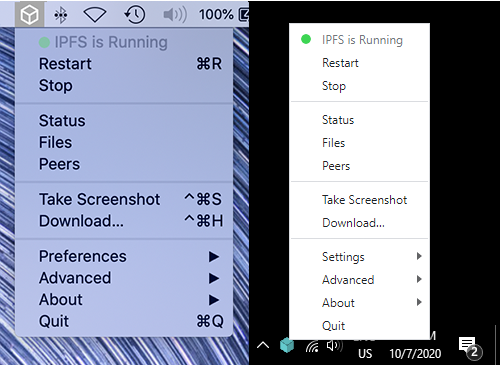 100%
IPFS is Running
Restart ⌘R
Stop
Status
Files
Peers
Take Screenshot ^⌘S
Download... ^⌘H
Preferences ▶
Advanced ▶
About ▶
Quit ⌘Q
IPFS is Running
Restart
Stop
Status
Files
Peers
Take Screenshot
Download...
Settings
Advanced
About
Quit
M
US 10/7/2020
2